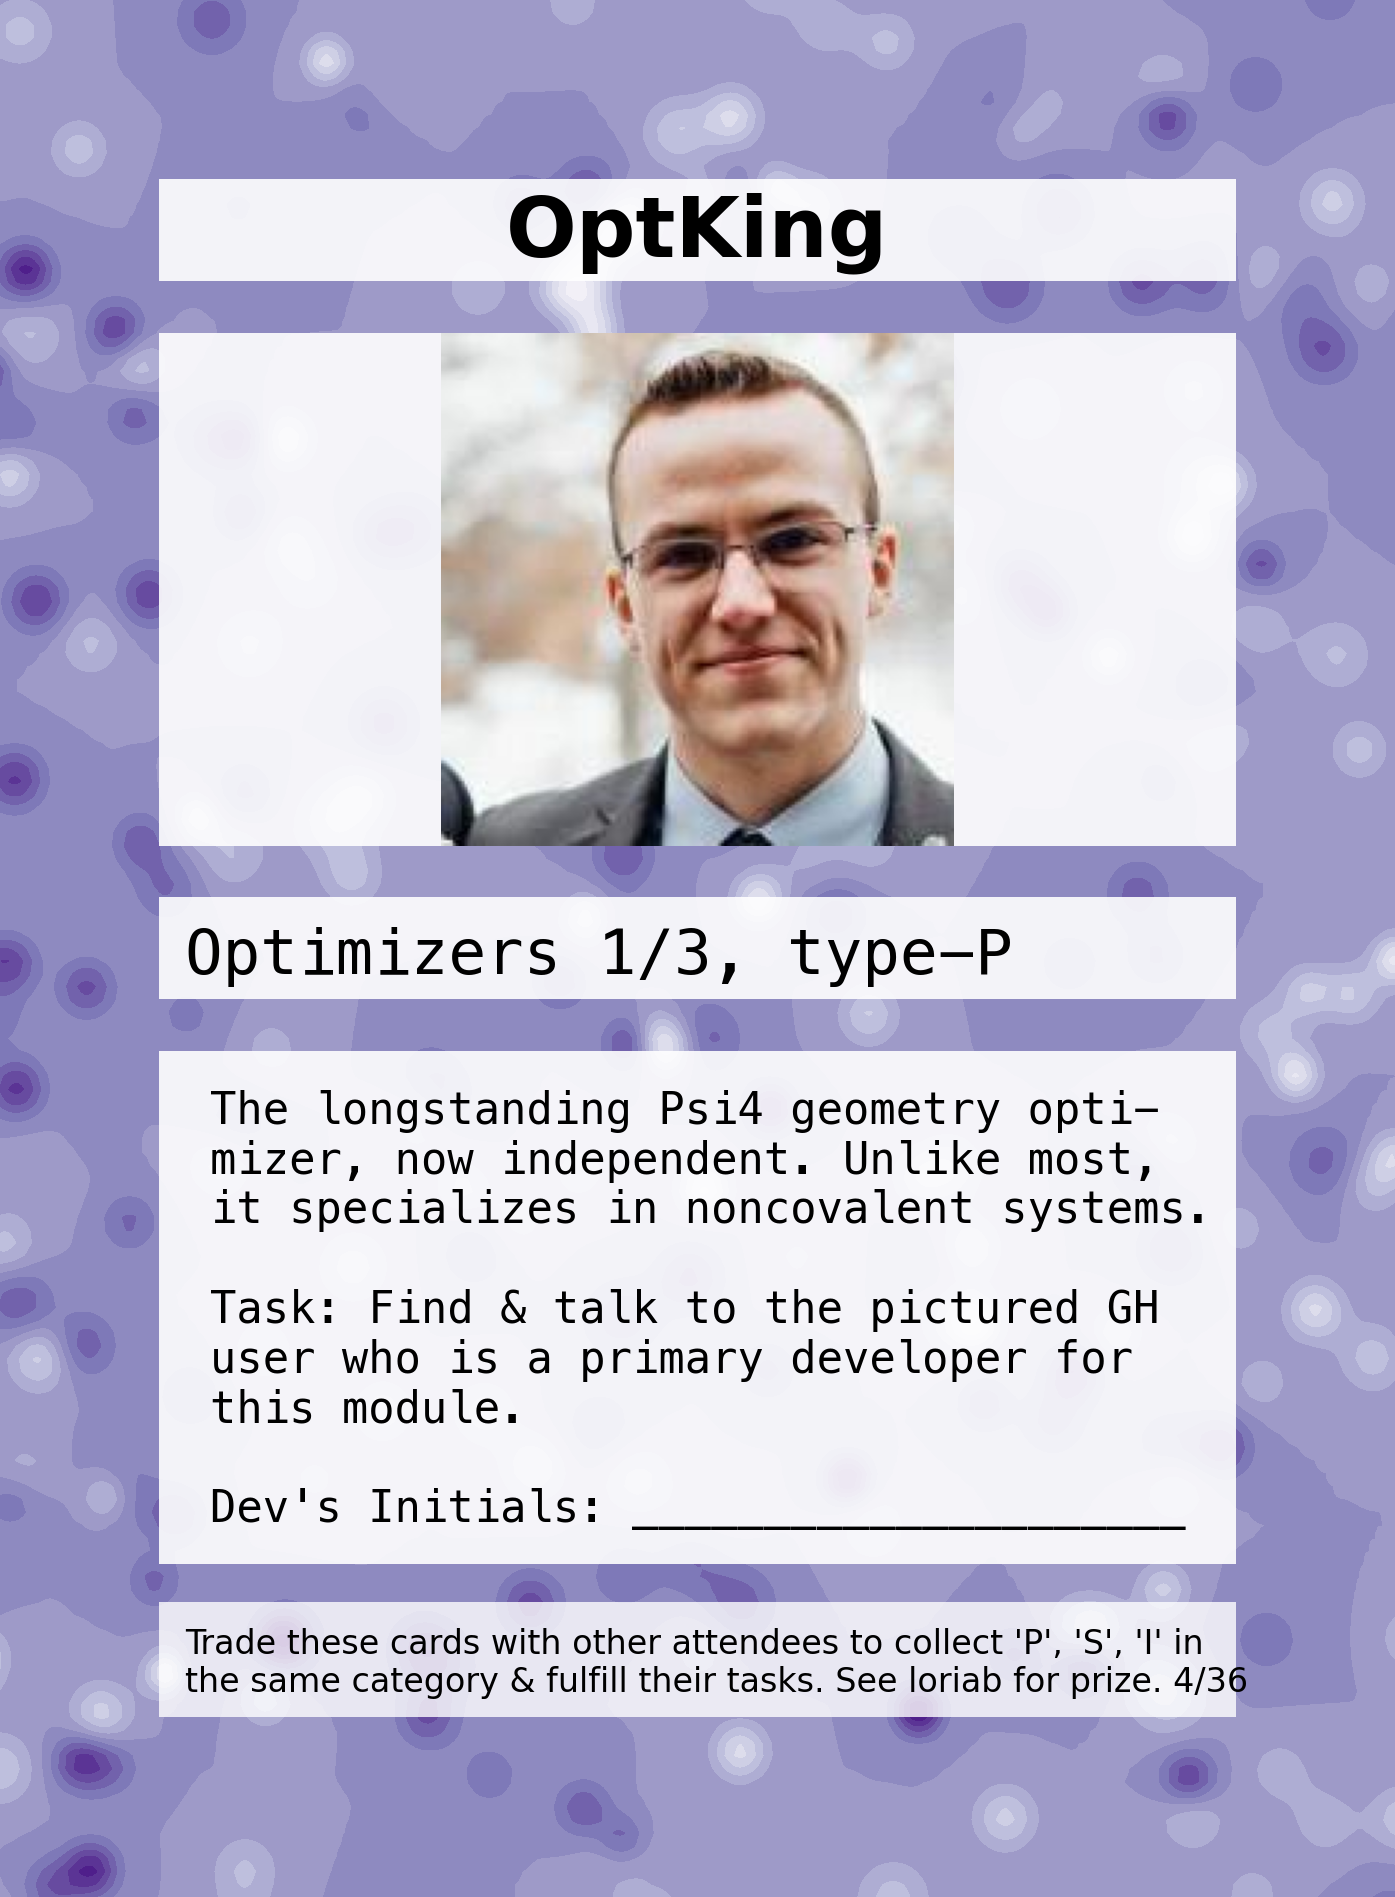 OptKing
Optimizers 1/3, type–P
The longstanding Psi4 geometry opti–
mizer, now independent. Unlike most,
it specializes in noncovalent systems.
Task: Find & talk to the pictured GH
user who is a primary developer for
this module.
Dev's Initials: _____________________
Trade these cards with other attendees to collect 'P', 'S', 'I' in
the same category & fulfill their tasks. See loriab for prize. 4/36